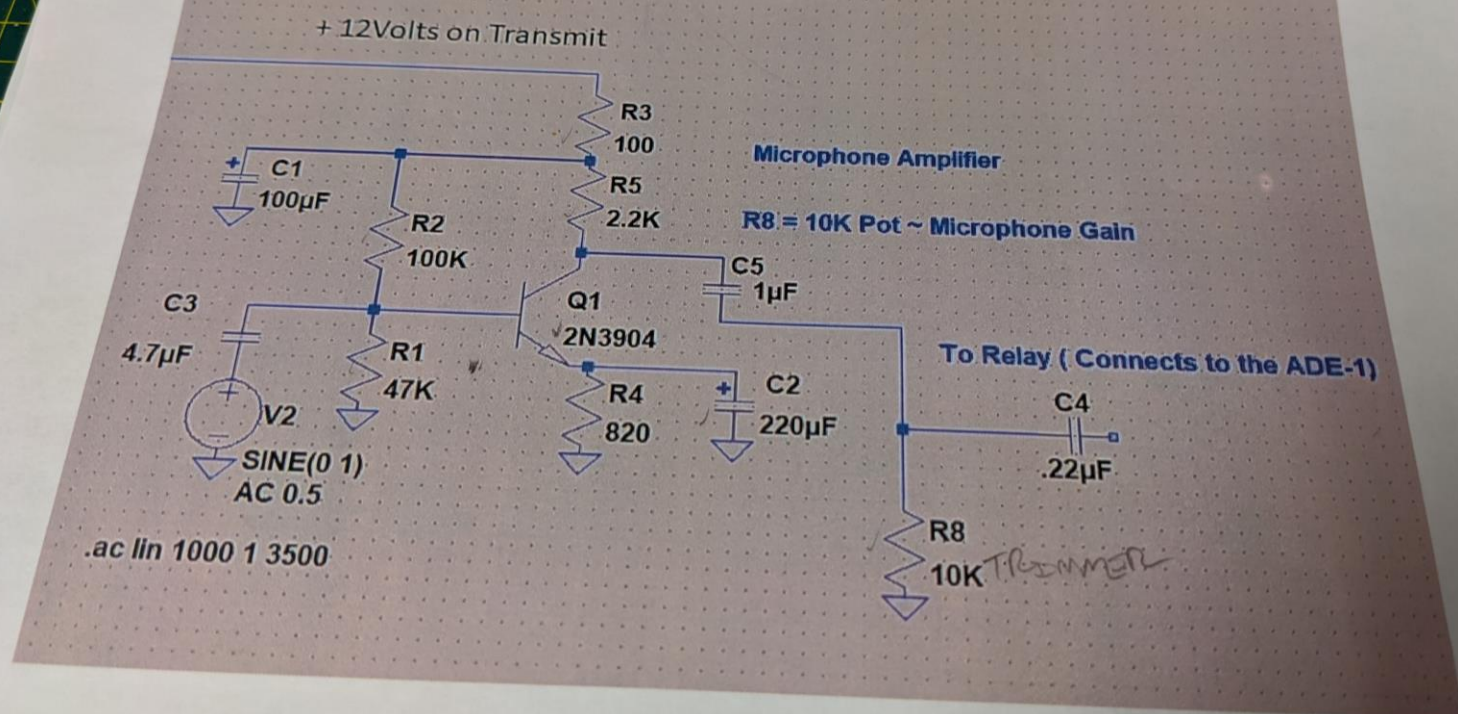 + 12Volts on Transmit
R3
100
C1
100µF
+
Microphone Amplifier
R5
2.2K
R2
100K
R8 = 10K Pot ~ Microphone Gain
C5
1µF
C3
4.7µF
Q1
2N3904
R1
47K
To Relay ( Connects to the ADE-1)
R4
820
+
C2
220µF
C4
.22µF
+
V2
SINE(0 1)
AC 0.5
.ac lin 1000 1 3500
R8
10K TRIMMER